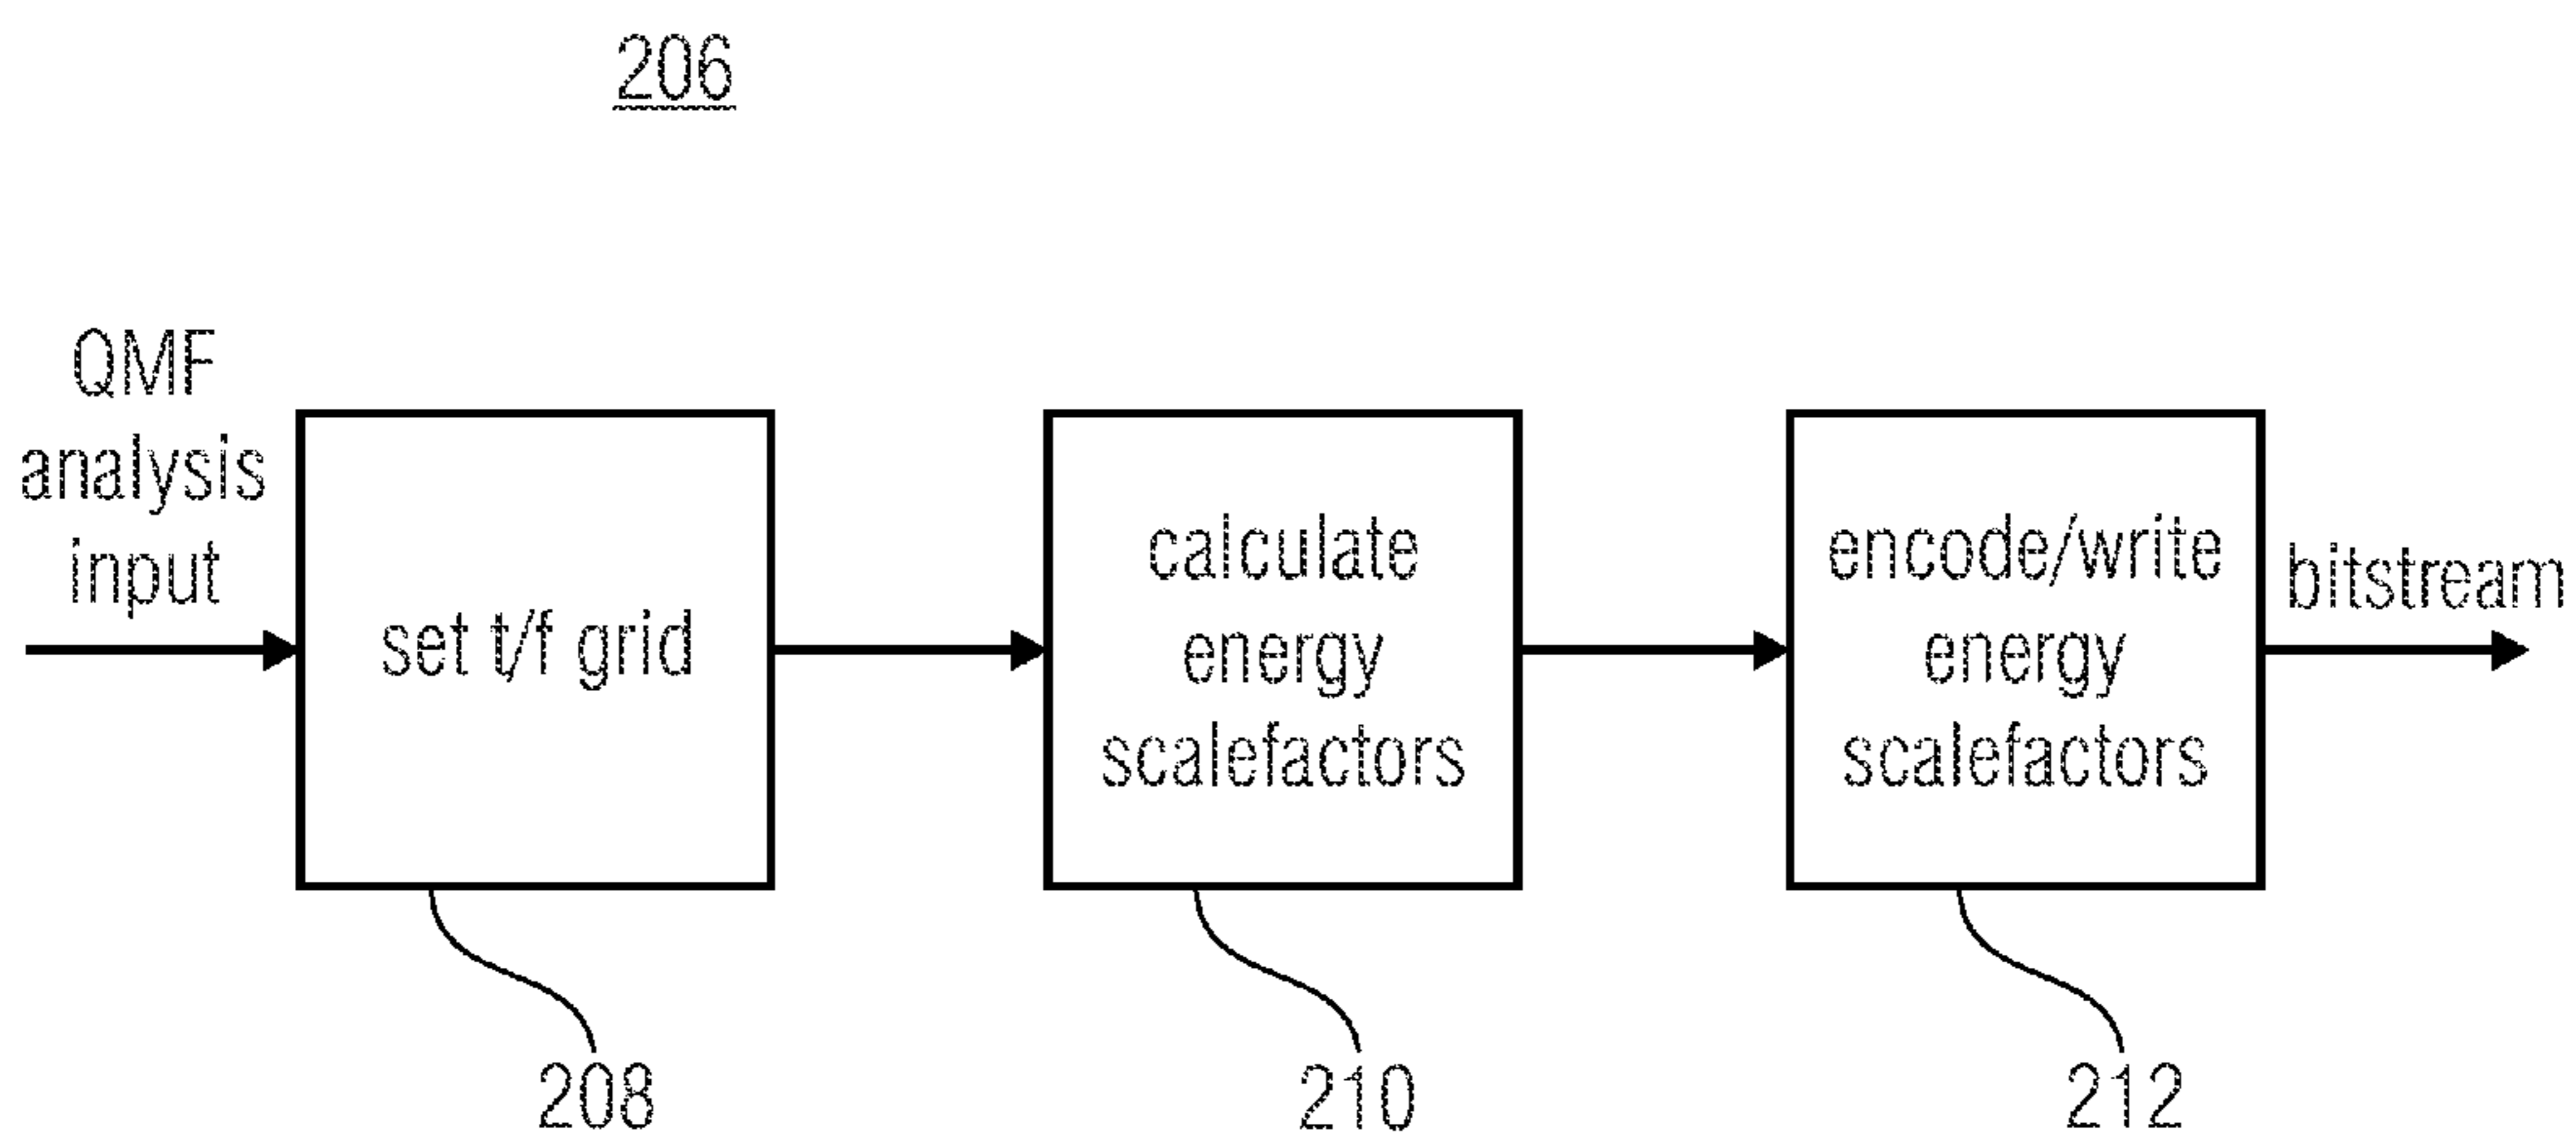 206
QMF
analysis
input
set t/f grid
calculate
energy
scalefactors
encode/write
energy
scalefactors
bitstream
208
210
212